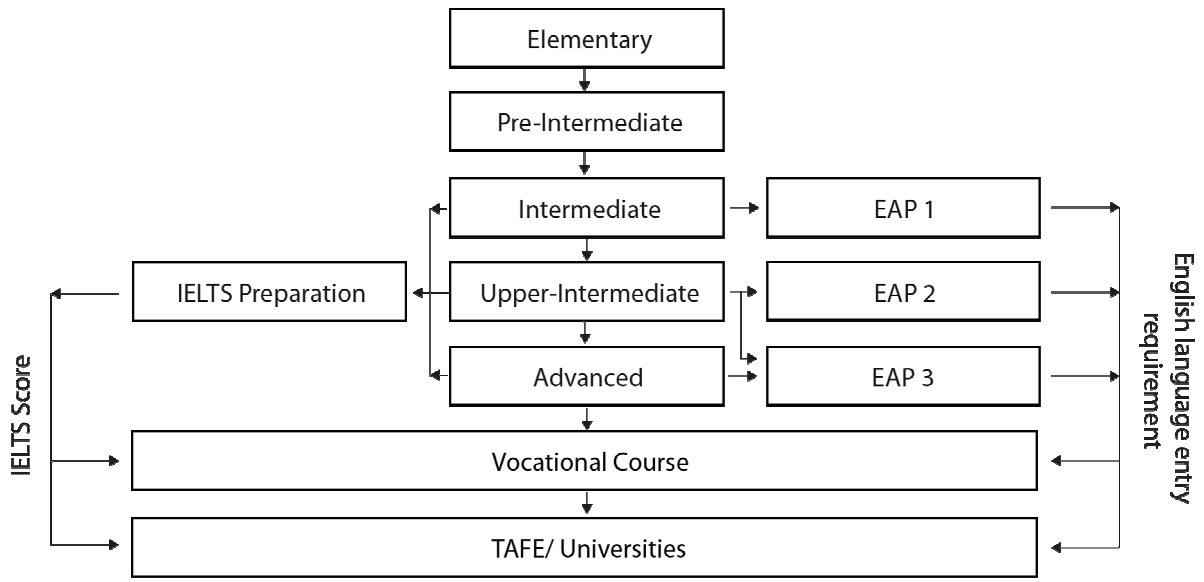 Elementary
Pre-Intermediate
Intermediate
EAP 1
IELTS Preparation
Upper-Intermediate
EAP 2
Advanced
EAP 3
Vocational Course
TAFE/ Universities
IELTS Score
English language entry
requirement